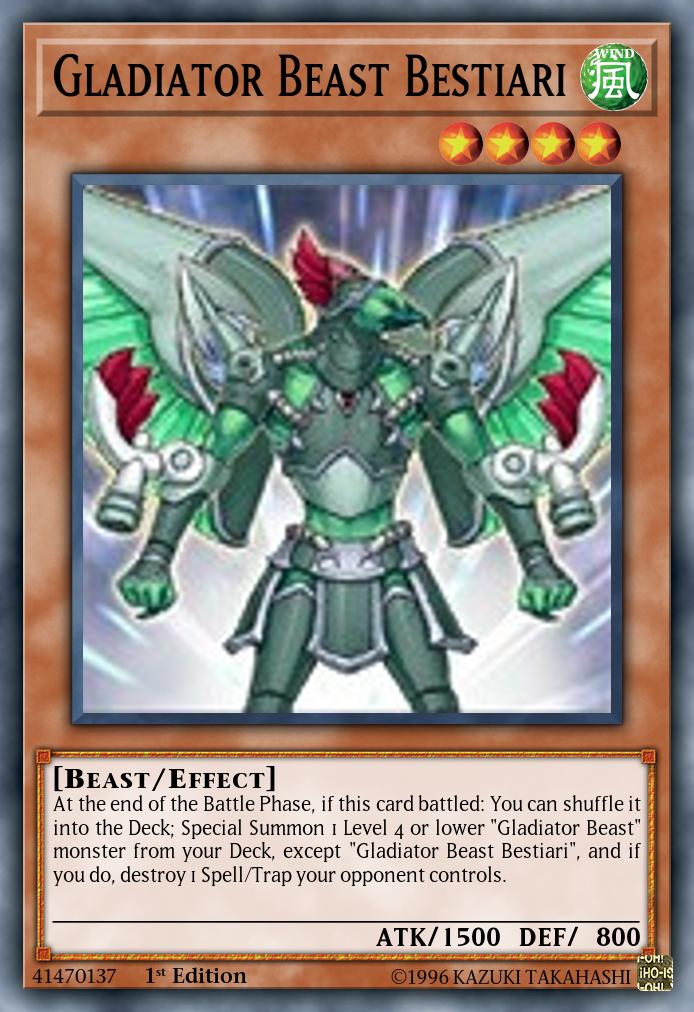 Gladiator Beast Bestiari
WIND
風
[Beast/Effect]
At the end of the Battle Phase, if this card battled: You can shuffle it
into the Deck; Special Summon 1 Level 4 or lower "Gladiator Beast"
monster from your Deck, except "Gladiator Beast Bestiari", and if
you do, destroy 1 Spell/Trap your opponent controls.
ATK/1500 DEF/ 800
41470137 1st Edition ©1996 KAZUKI TAKAHASHI